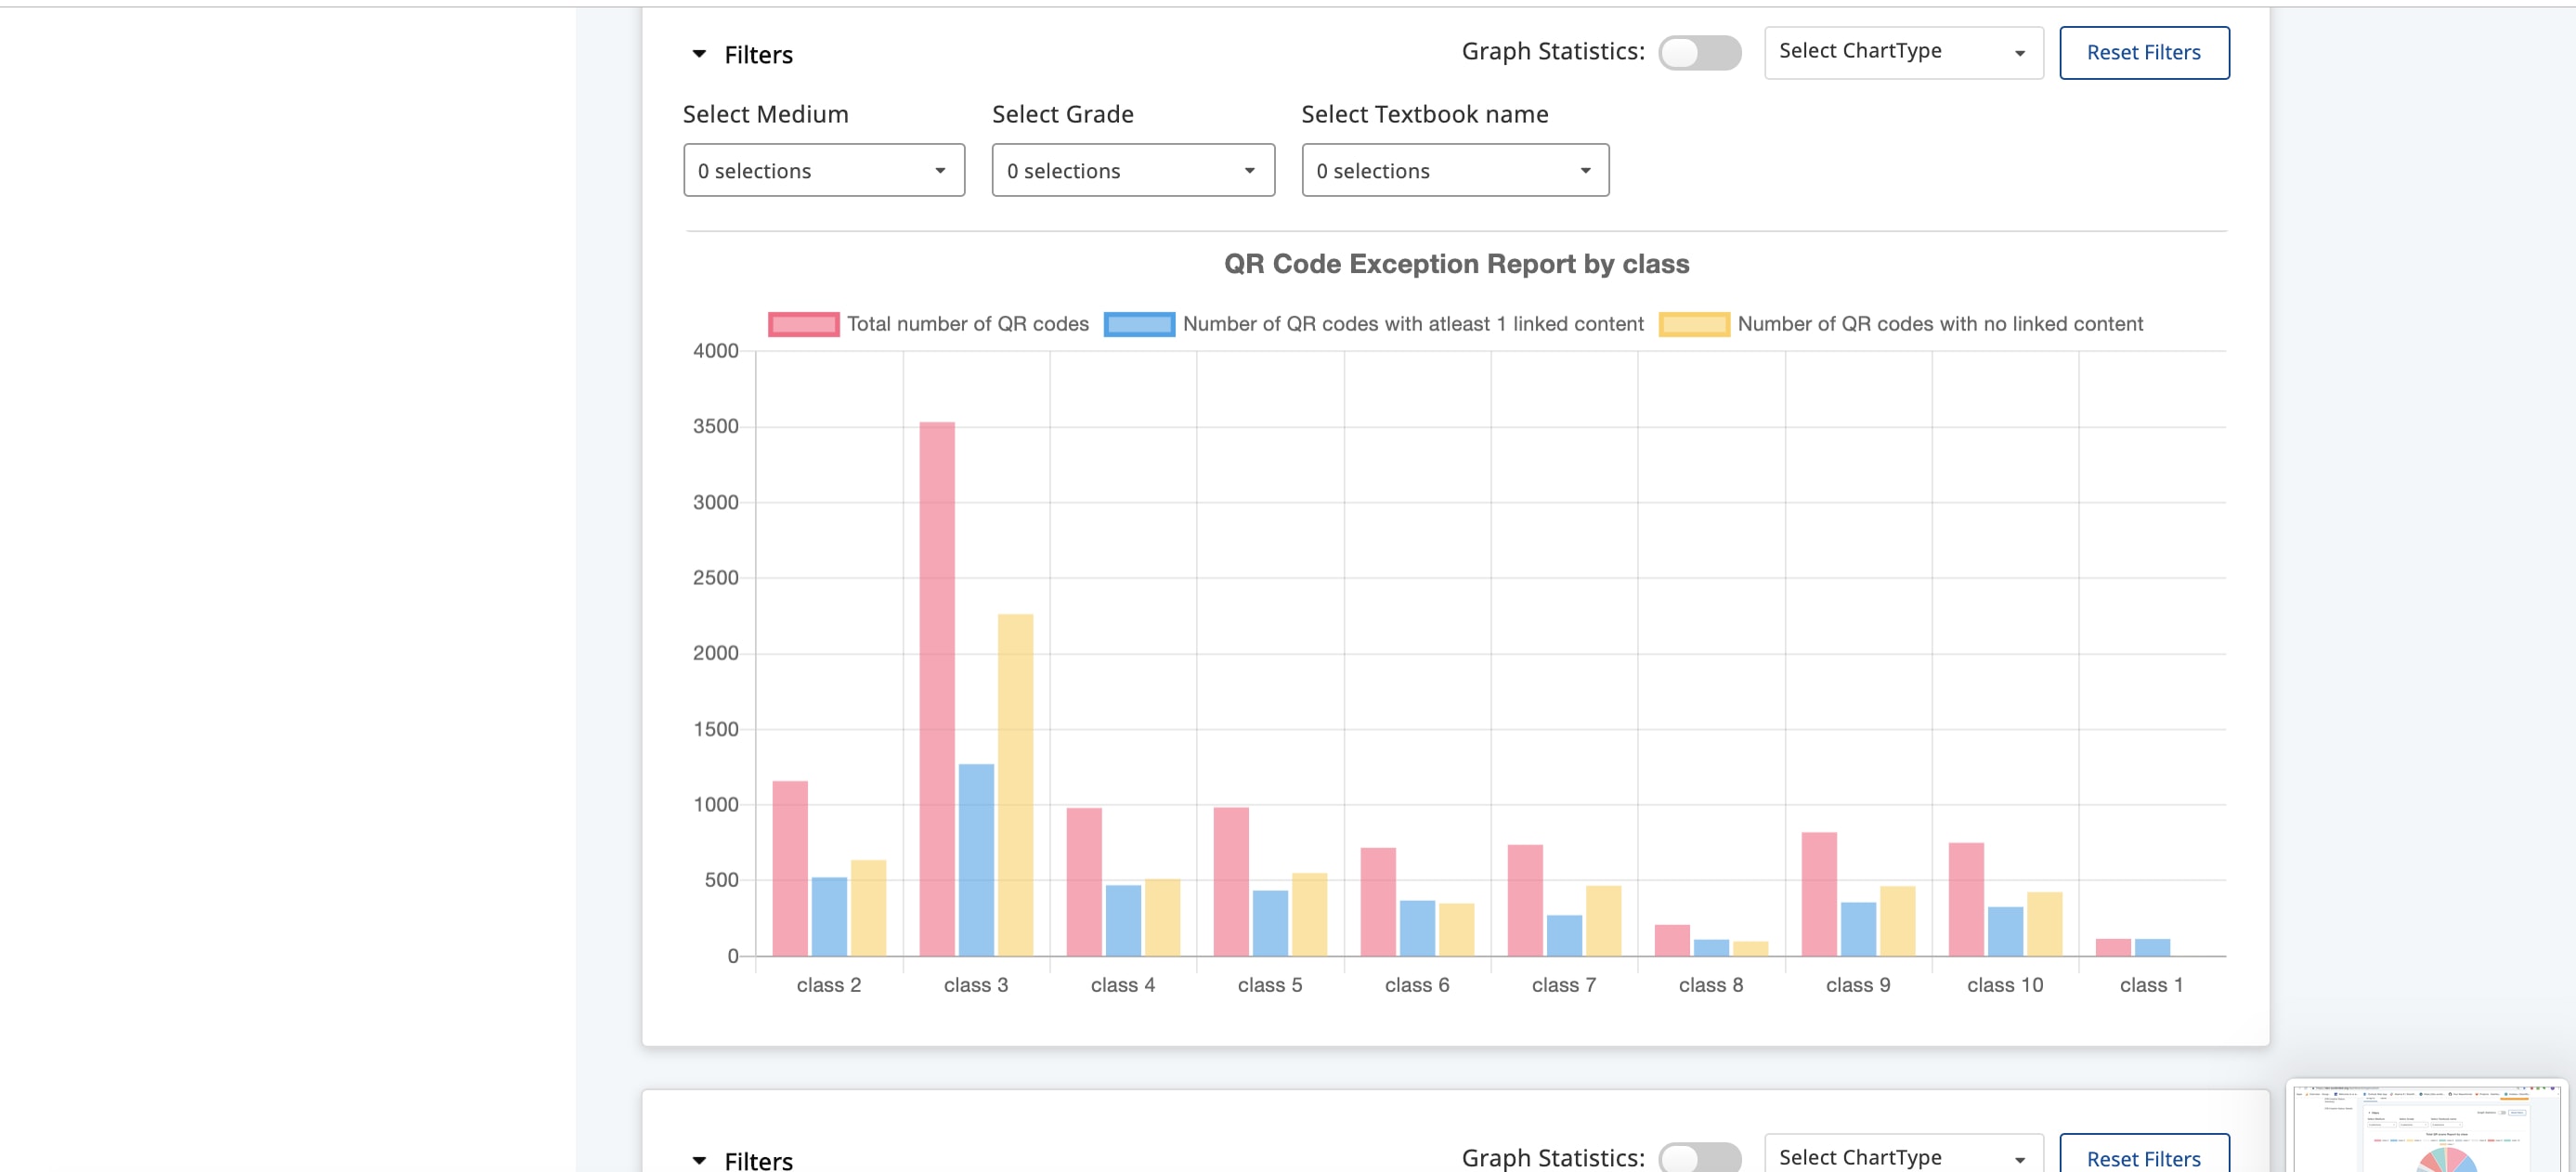 Filters
Graph Statistics:
Select ChartType
Reset Filters
Select Medium
Select Grade
Select Textbook name
0 selections
0 selections
0 selections
QR Code Exception Report by class
Total number of QR codes
Number of QR codes with atleast 1 linked content
Number of QR codes with no linked content
4000
3500
3000
2500
2000
1500
1000
500
0
class 2
class 3
class 4
class 5
class 6
class 7
class 8
class 9
class 10
class 1
Filters
Graph Statistics:
Select ChartType
Reset Filters